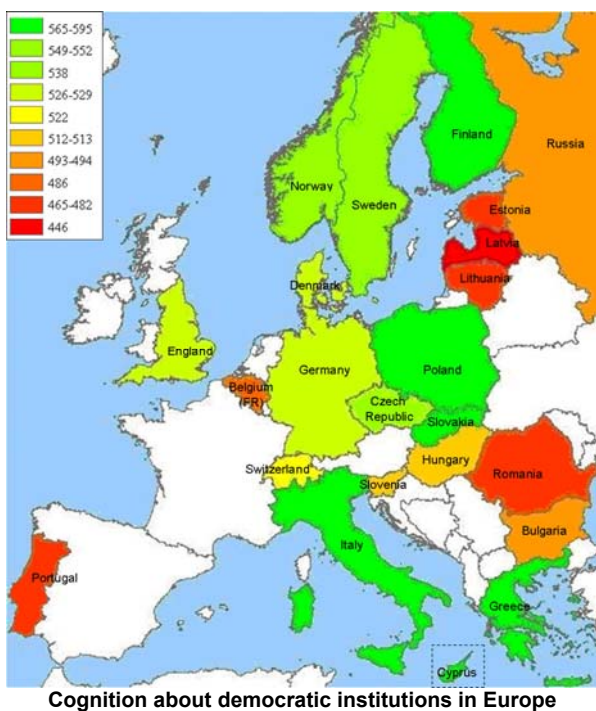 565-595
549-552
538
526-529
522
512-513
493-494
486
465-482
446
Finland
Russia
Norway
Sweden
Estonia
Latvia
Lithuania
Denmark
England
Germany
Poland
Belgium
(FR)
Czech
Republic
Slovakia
Switzerland
Hungary
Slovenia
Romania
Italy
Bulgaria
Portugal
Greece
Cyprus
Cognition about democratic institutions in Europe